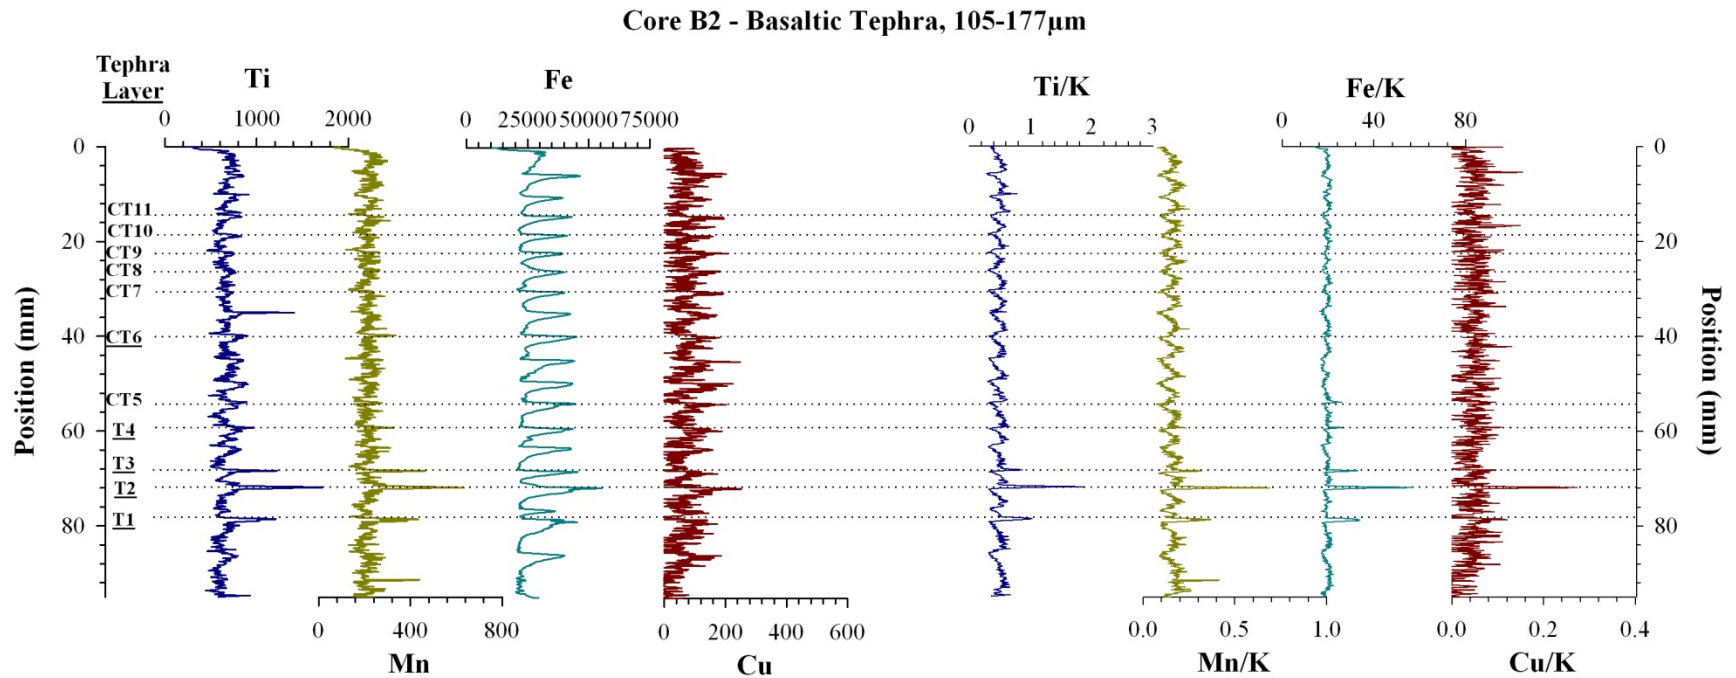 Core B2 - Basaltic Tephra, 105-177µm
Tephra
Layer
Ti
Fe
Ti/K
Fe/K
0 1000 2000
0 25000 50000 75000
0 1 2 3
0 40 80
0 0
CT11
CT10
20 20
CT9
CT8
CT7
CT6
40 40
CT5
T4
60 60
T3
T2
T1
80 80
Position (mm)
Position (mm)
0 400 800
0 200 400 600
0.0 0.5 1.0
0.0 0.2 0.4
Mn
Cu
Mn/K
Cu/K